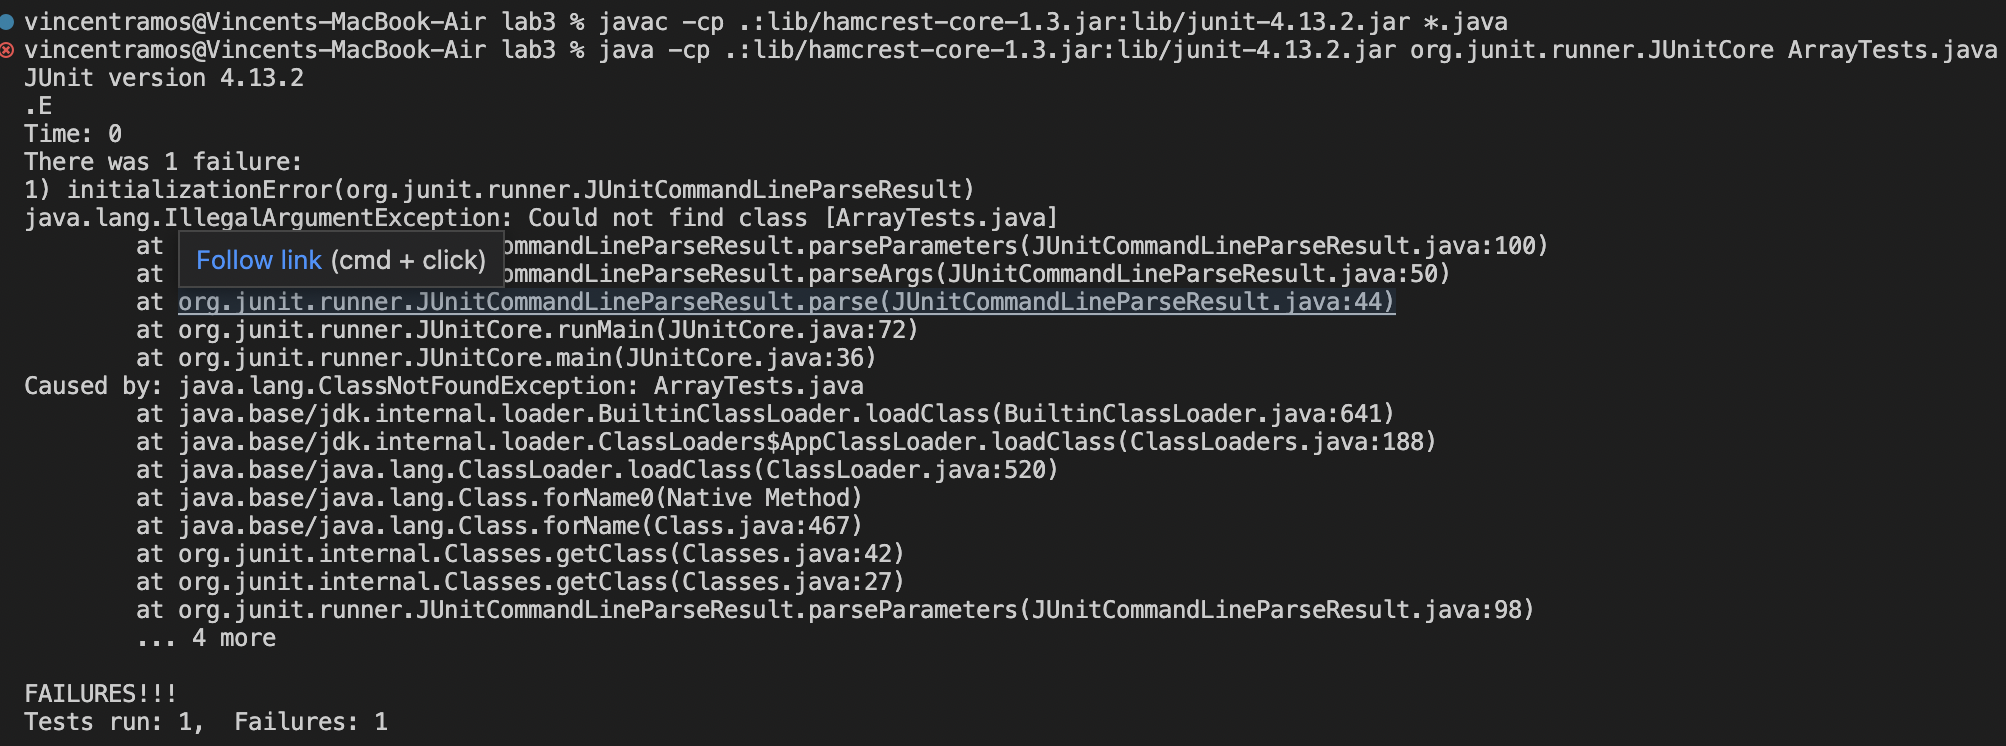 vincentramos@Vincents-MacBook-Air lab3 % javac -cp .:lib/hamcrest-core-1.3.jar:lib/junit-4.13.2.jar *.java
vincentramos@Vincents-MacBook-Air lab3 % java -cp .:lib/hamcrest-core-1.3.jar:lib/junit-4.13.2.jar org.junit.runner.JUnitCore ArrayTests.java
JUnit version 4.13.2
.E
Time: 0
There was 1 failure:
1) initializationError(org.junit.runner.JUnitCommandLineParseResult)
java.lang.IllegalArgumentException: Could not find class [ArrayTests.java]
at ommandLineParseResult.parseParameters(JUnitCommandLineParseResult.java:100)
Follow link (cmd + click)
at ommandLineParseResult.parseArgs(JUnitCommandLineParseResult.java:50)
at org.junit.runner.JUnitCommandLineParseResult.parse(JUnitCommandLineParseResult.java:44)
at org.junit.runner.JUnitCore.runMain(JUnitCore.java:72)
at org.junit.runner.JUnitCore.main(JUnitCore.java:36)
Caused by: java.lang.ClassNotFoundException: ArrayTests.java
at java.base/jdk.internal.loader.BuiltinClassLoader.loadClass(BuiltinClassLoader.java:641)
at java.base/jdk.internal.loader.ClassLoaders$AppClassLoader.loadClass(ClassLoaders.java:188)
at java.base/java.lang.ClassLoader.loadClass(ClassLoader.java:520)
at java.base/java.lang.Class.forName0(Native Method)
at java.base/java.lang.Class.forName(Class.java:467)
at org.junit.internal.Classes.getClass(Classes.java:42)
at org.junit.internal.Classes.getClass(Classes.java:27)
at org.junit.runner.JUnitCommandLineParseResult.parseParameters(JUnitCommandLineParseResult.java:98)
... 4 more
FAILURES!!!
Tests run: 1,  Failures: 1